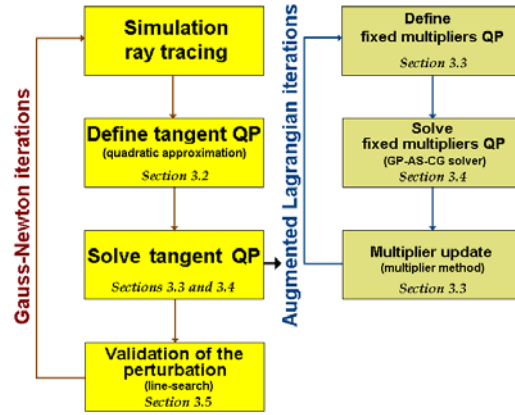 Gauss-Newton iterations
Simulation
ray tracing
Define tangent QP
(quadratic approximation)
Section 3.2
Solve tangent QP
Sections 3.3 and 3.4
Validation of the
perturbation
(line-search)
Section 3.5
Augmented Lagrangian iterations
Define
fixed multipliers QP
Section 3.3
Solve
fixed multipliers QP
(GP-AS-CG solver)
Section 3.4
Multiplier update
(multiplier method)
Section 3.3